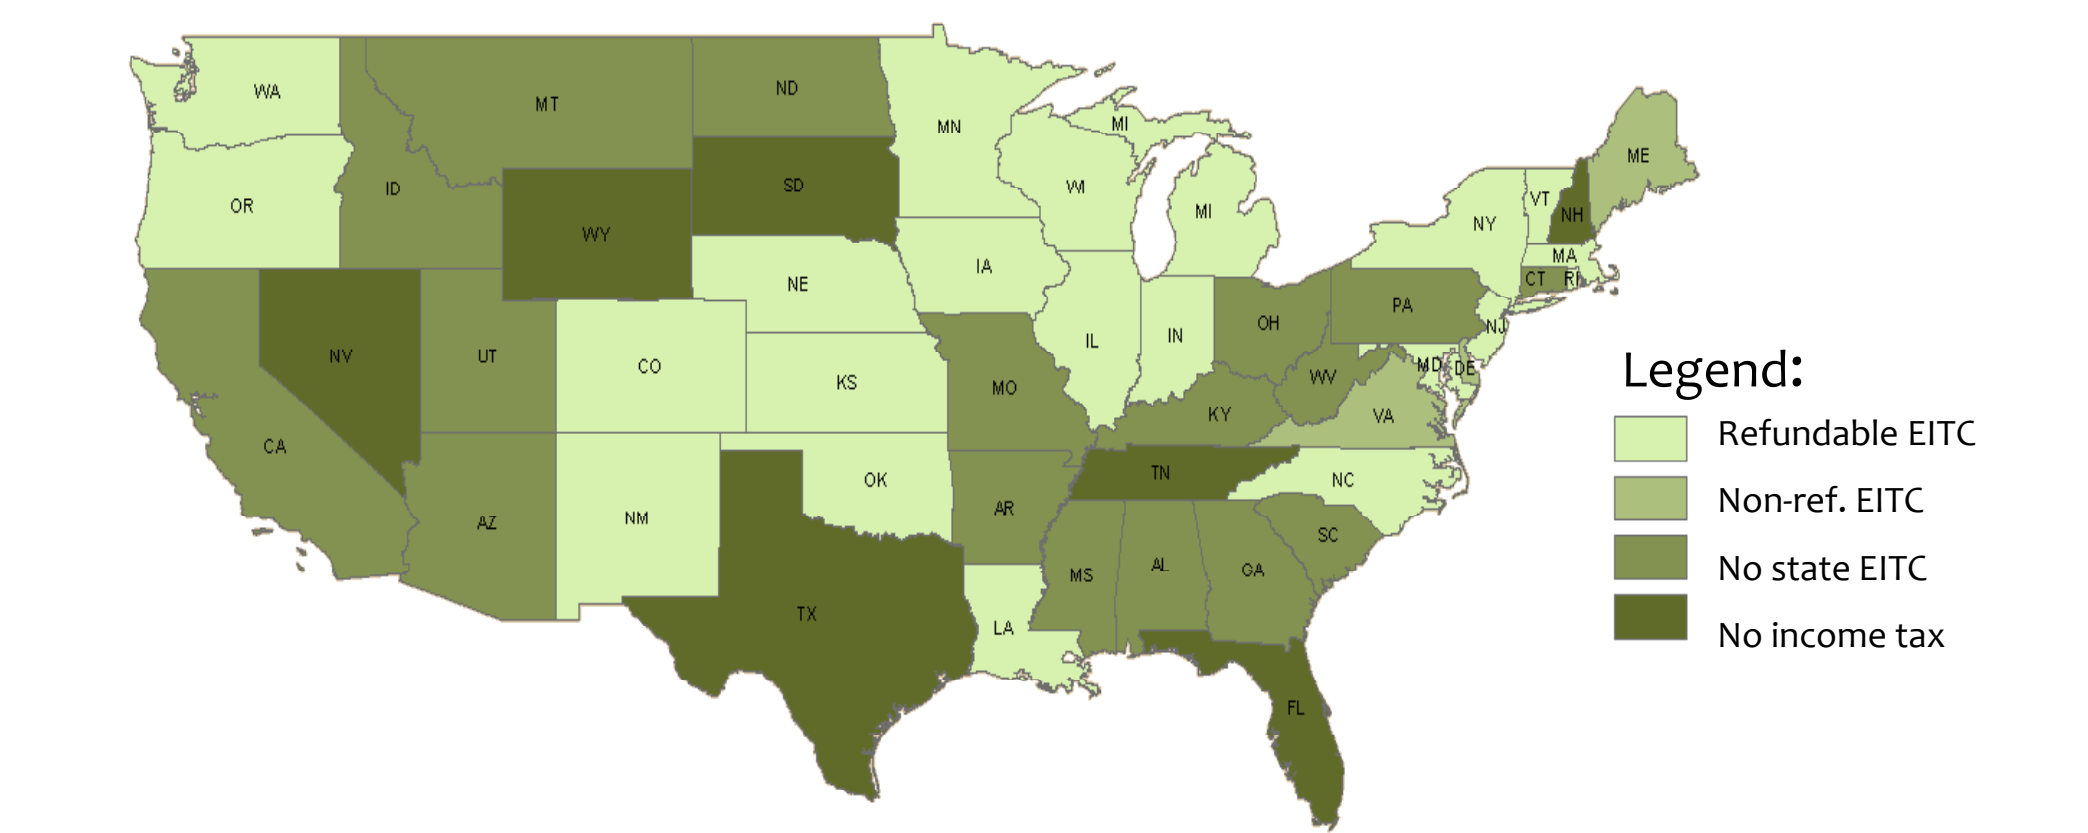 WA
MT
ND
MN
MI
ME
OR
ID
SD
WI
MI
VT
NH
NY
WY
IA
MA
NE
CT
RI
PA
NV
UT
CO
KS
MO
IL
IN
OH
NJ
MD
DE
WV
KY
VA
CA
AZ
NM
OK
AR
TN
NC
SC
MS
AL
GA
TX
LA
FL
Legend:
Refundable EITC
Non-ref. EITC
No state EITC
No income tax